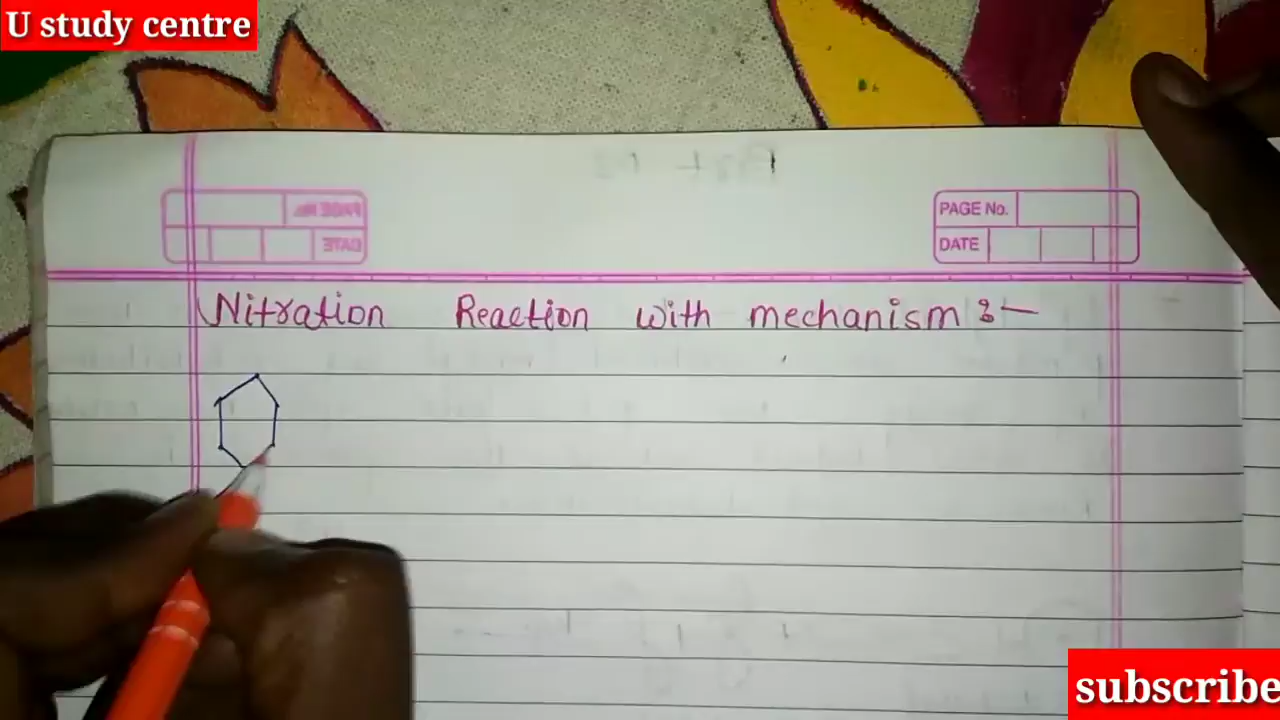 U study centre
PAGE No.
DATE
Nitration Reaction with mechanism :-
subscribe